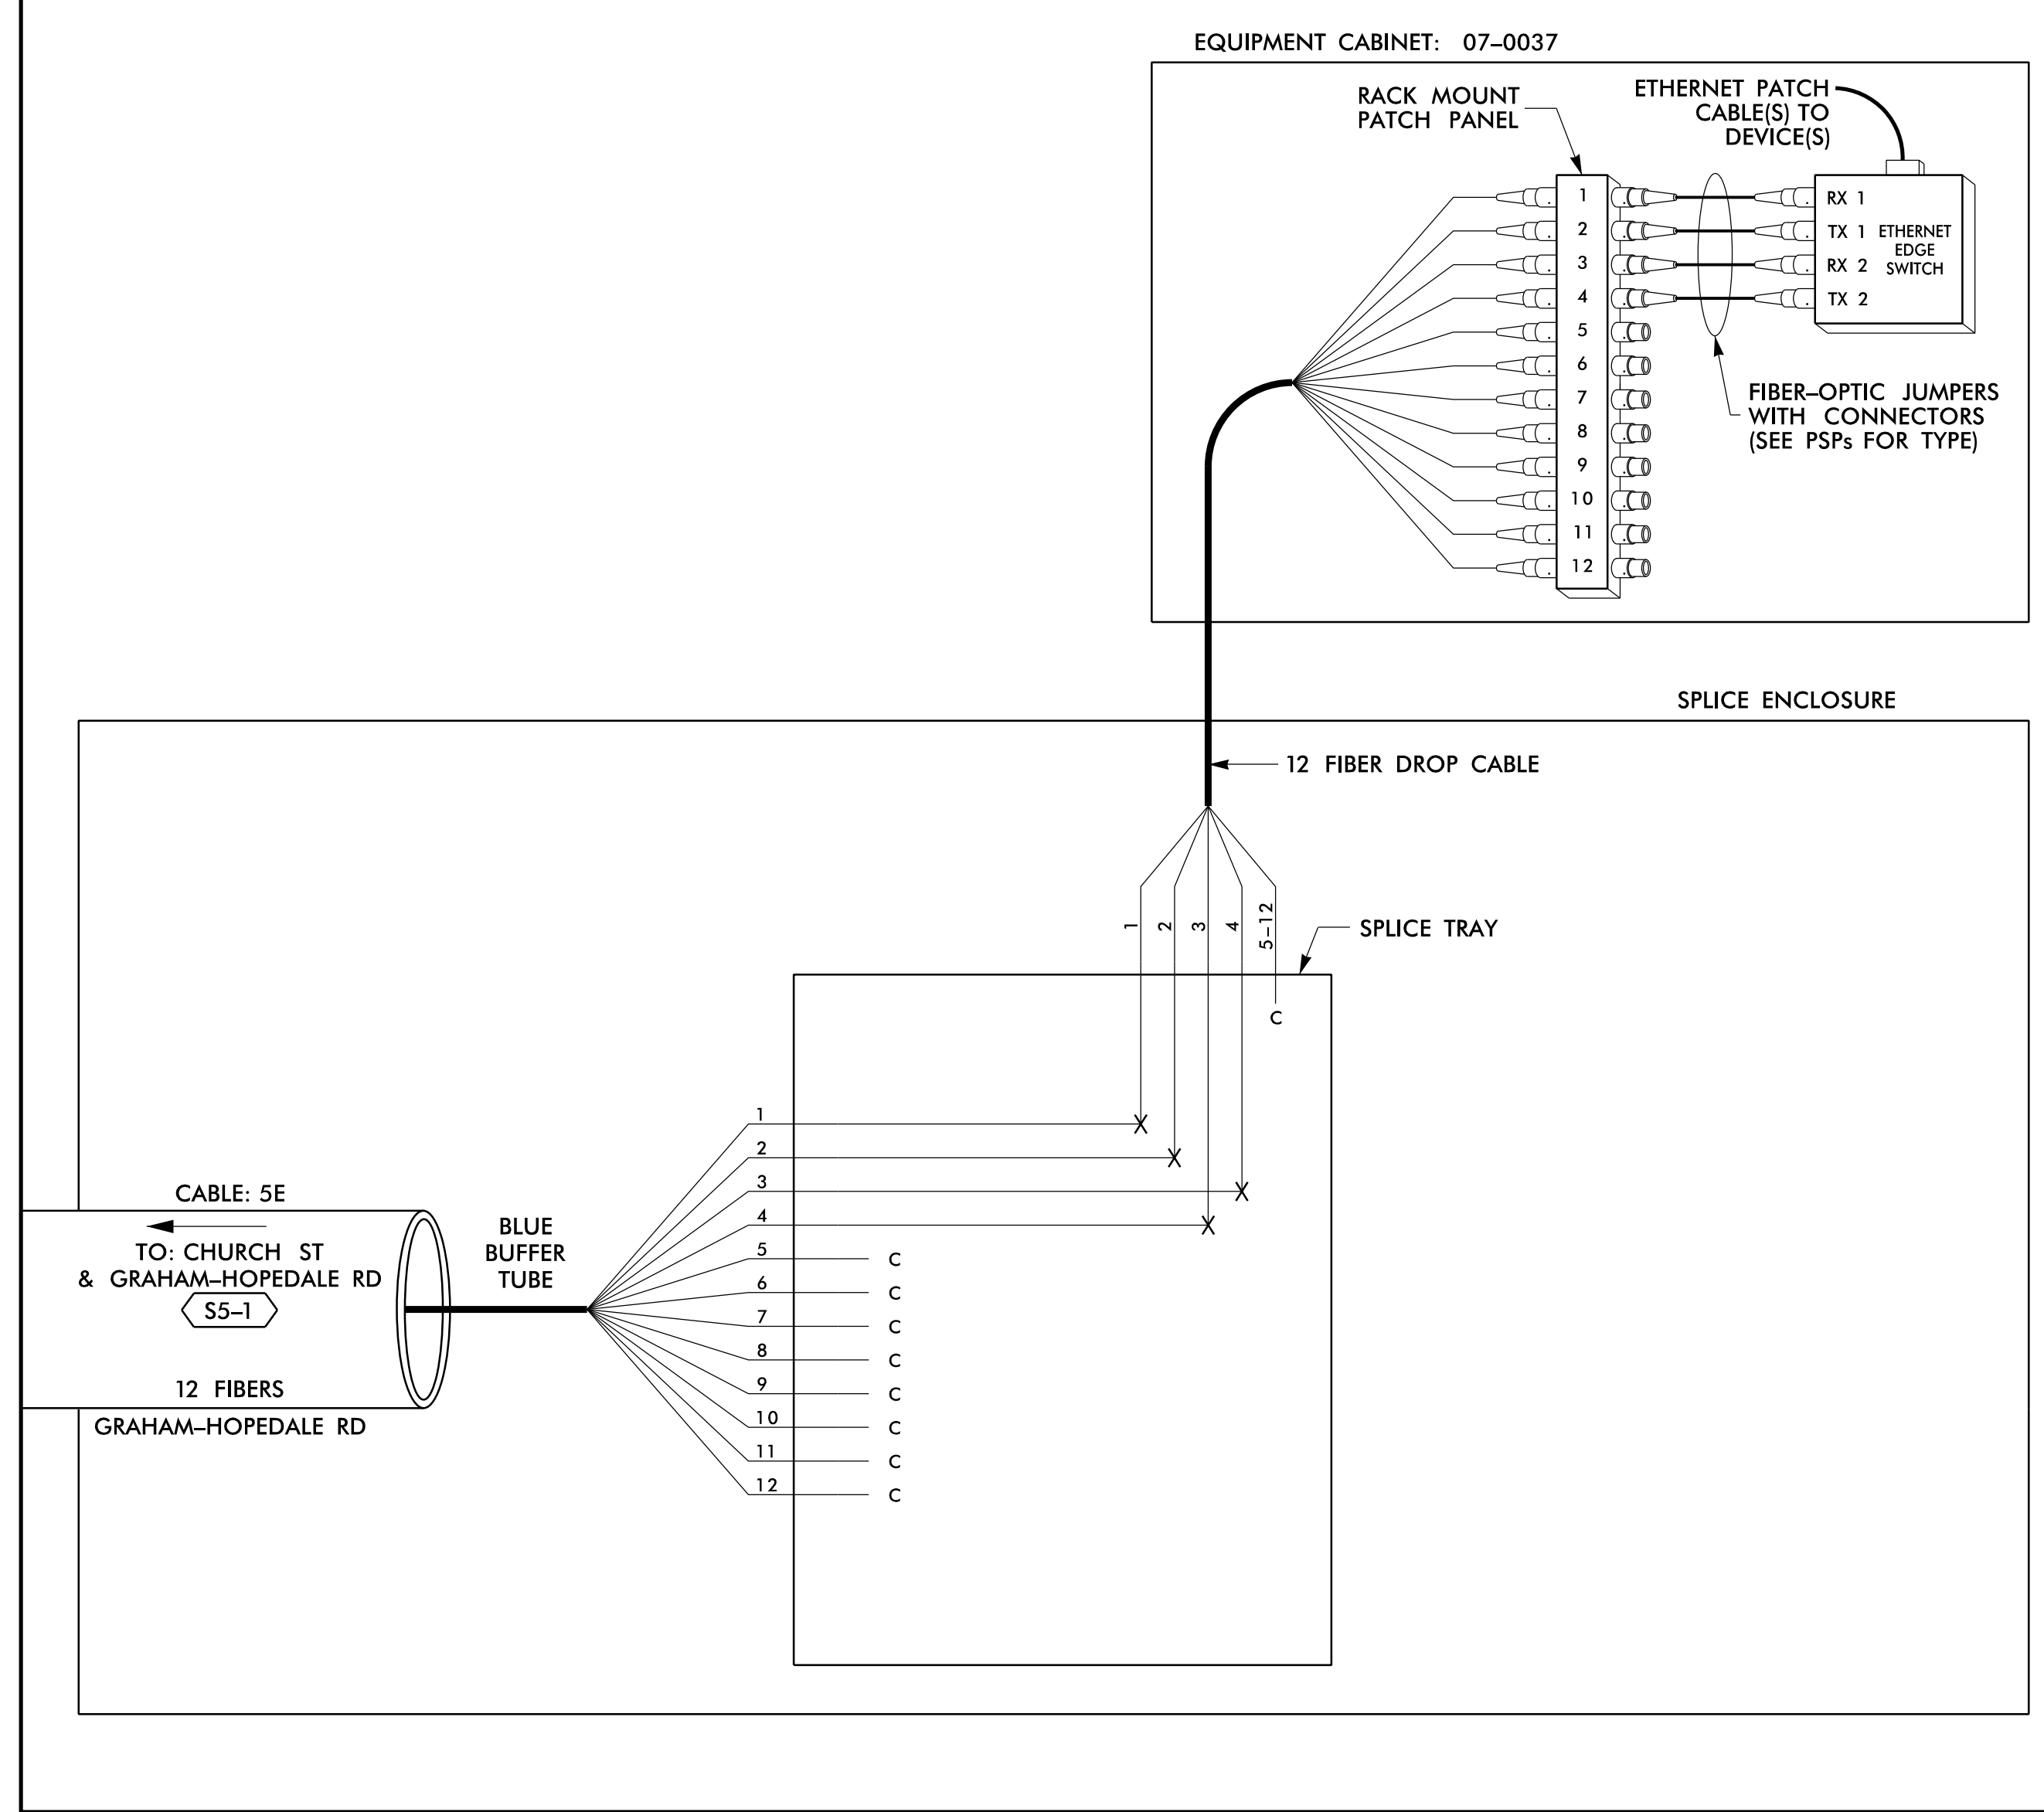 EQUIPMENT CABINET: 07–0037
RACK MOUNT
PATCH PANEL
ETHERNET PATCH
CABLE(S) TO
DEVICE(S)
1
2
3
4
5
6
7
8
9
10
11
12
RX 1
TX 1
RX 2
TX 2
ETHERNET
EDGE
SWITCH
FIBER–OPTIC JUMPERS
WITH CONNECTORS
(SEE PSPs FOR TYPE)
SPLICE ENCLOSURE
12 FIBER DROP CABLE
1
2
3
4
5–12
SPLICE TRAY
C
CABLE: 5E
TO: CHURCH ST
& GRAHAM–HOPEDALE RD
S5–1
12 FIBERS
GRAHAM–HOPEDALE RD
BLUE
BUFFER
TUBE
1
2
3
4
5 C
6 C
7 C
8 C
9 C
10 C
11 C
12 C